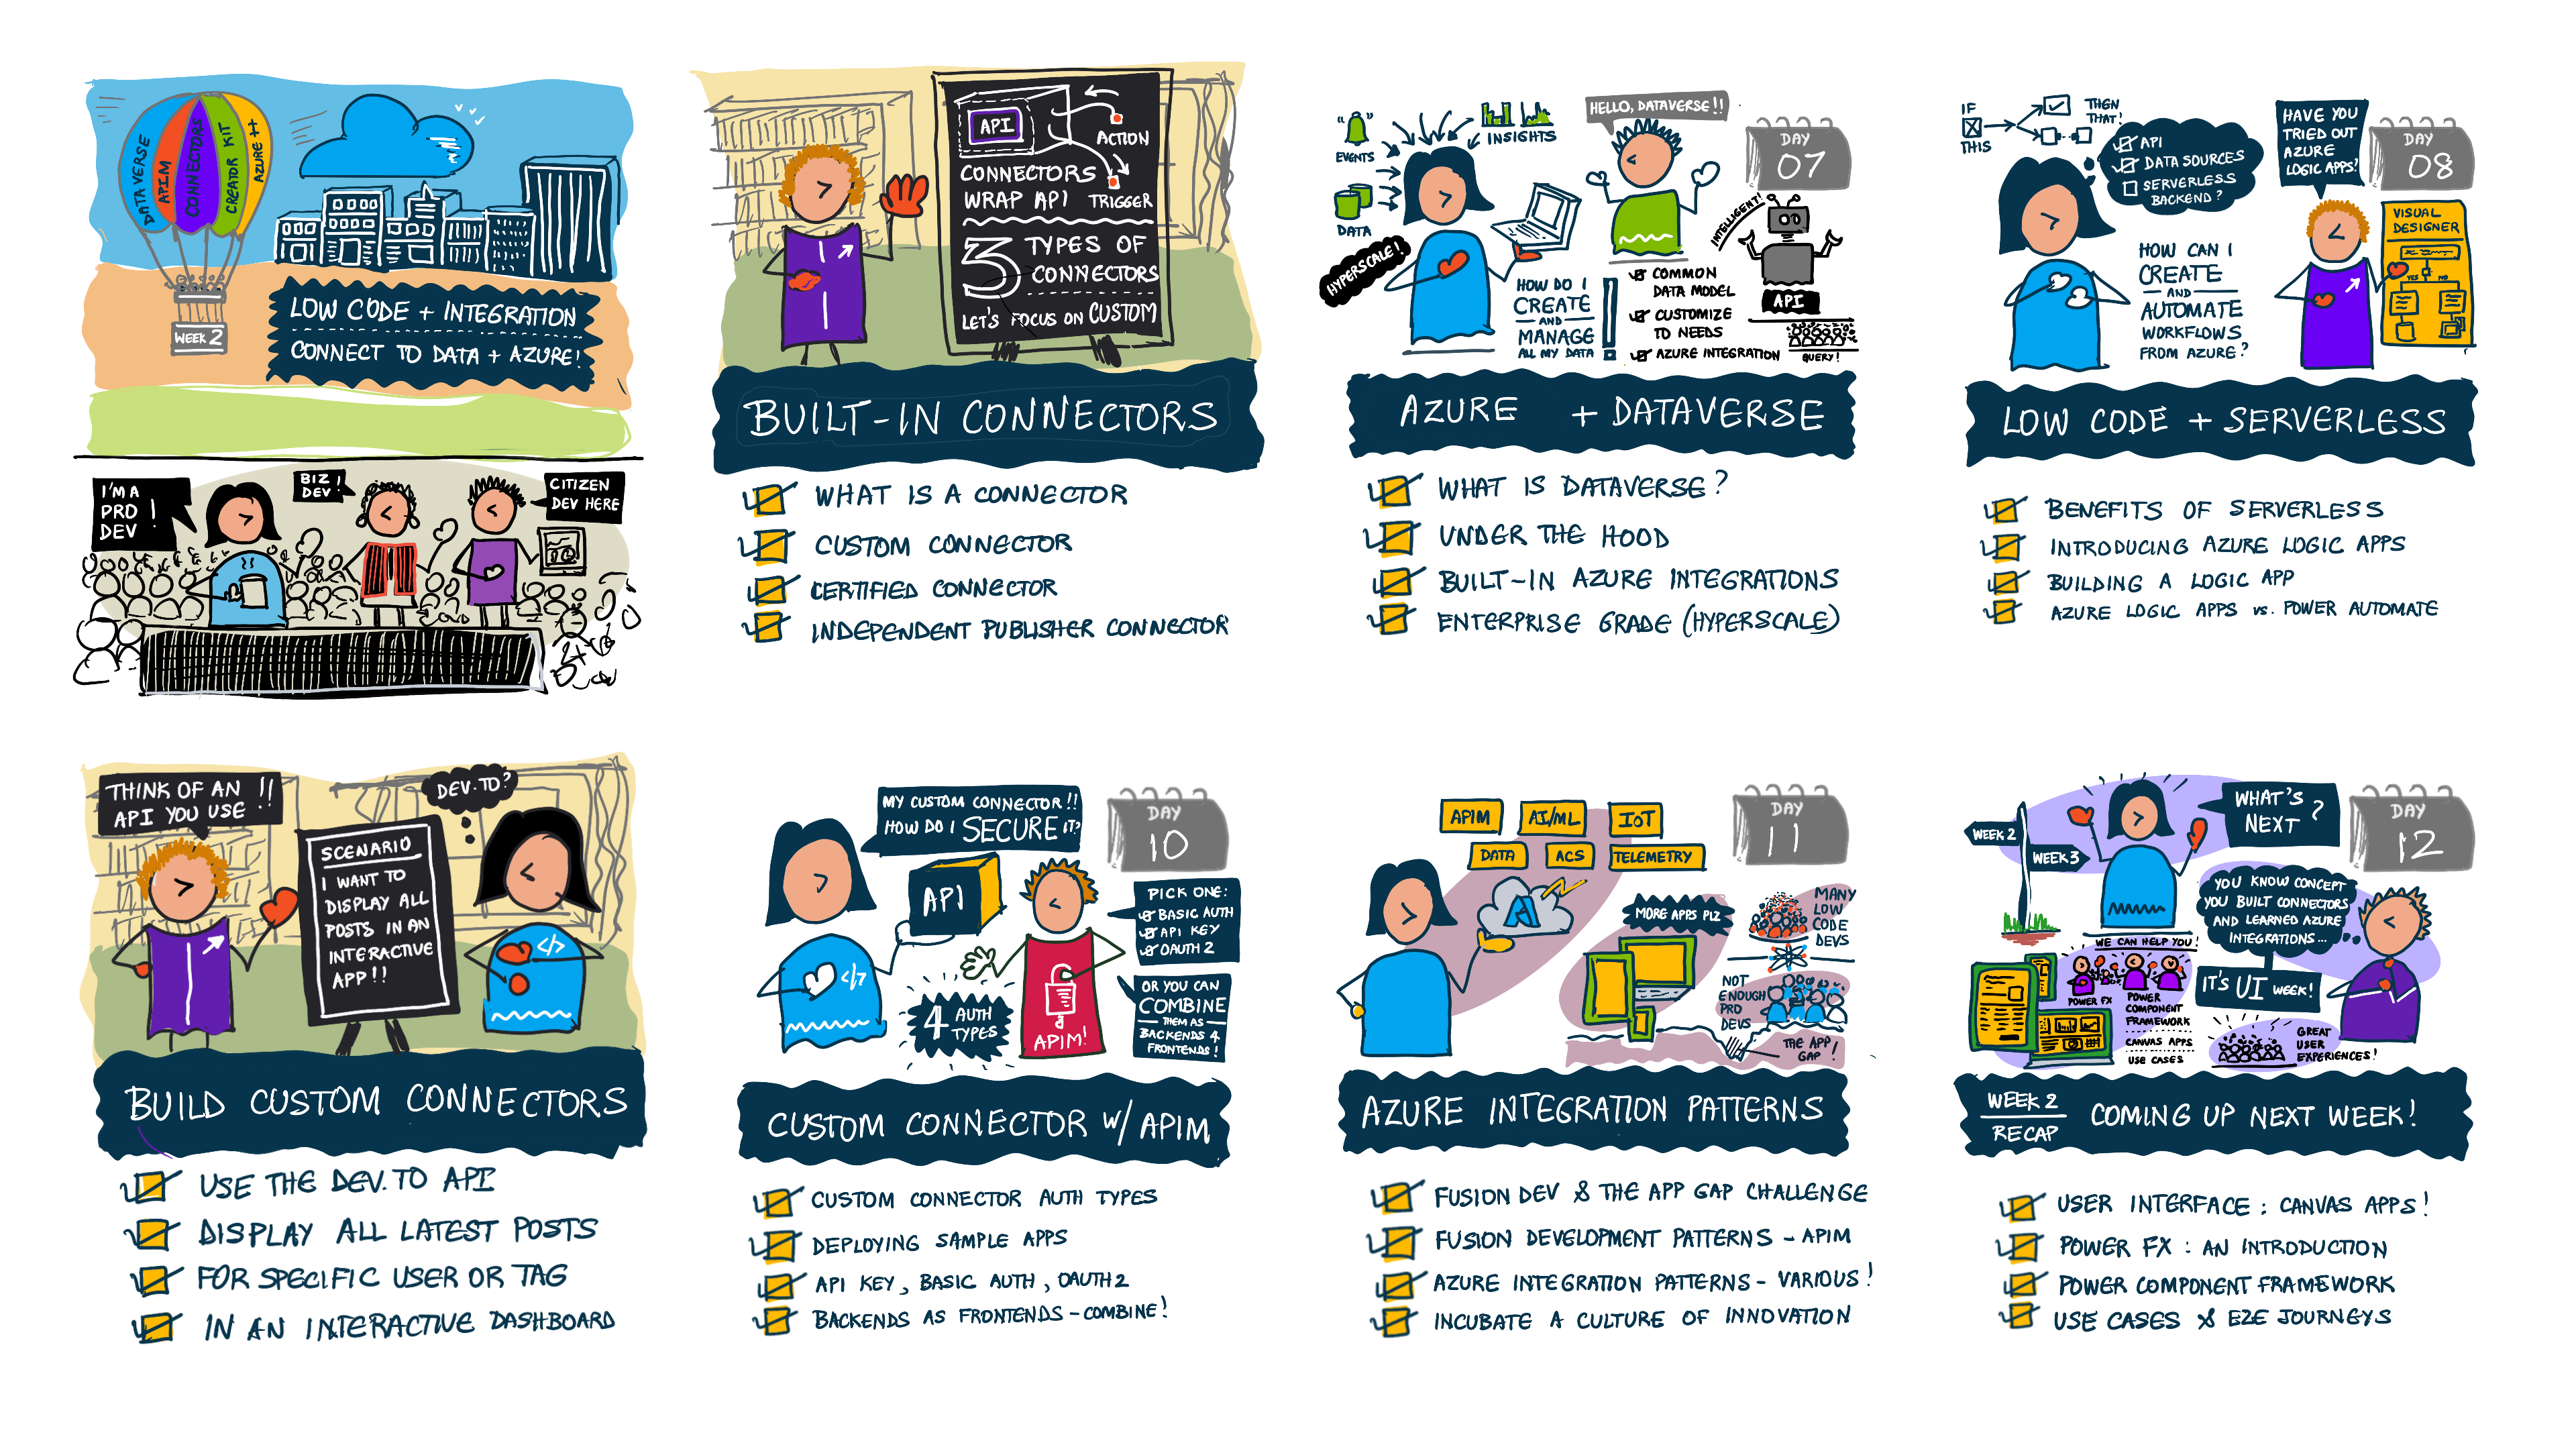 DATAVERSE
APIM
CONNECTORS
CREATOR KIT
AZURE ++
WEEK 2
LOW CODE + INTEGRATION
CONNECT TO DATA + AZURE!
I'M A
PRO
DEV !
BIZ
DEV !
CITIZEN
DEV HERE
API
ACTION
CONNECTORS
WRAP API
TRIGGER
3 TYPES OF
CONNECTORS
LET'S FOCUS ON CUSTOM
BUILT-IN CONNECTORS
WHAT IS A CONNECTOR
CUSTOM CONNECTOR
CERTIFIED CONNECTOR
INDEPENDENT PUBLISHER CONNECTOR
"EVENTS"
INSIGHTS
DATA
HYPERSCALE!
HELLO, DATAVERSE!!
DAY
07
HOW DO I
CREATE
AND
MANAGE
ALL MY DATA
!
COMMON
DATA MODEL
CUSTOMIZE
TO NEEDS
AZURE INTEGRATION
INTELLIGENT!
API
QUERY!
AZURE + DATAVERSE
WHAT IS DATAVERSE?
UNDER THE HOOD
BUILT-IN AZURE INTEGRATIONS
ENTERPRISE GRADE (HYPERSCALE)
IF
THIS
THEN
THAT!
API
DATA SOURCES
SERVERLESS
BACKEND?
HAVE YOU
TRIED OUT
AZURE
LOGIC APPS?
DAY
08
HOW CAN I
CREATE
AND
AUTOMATE
WORKFLOWS
FROM AZURE?
VISUAL
DESIGNER
YES NO
LOW CODE + SERVERLESS
BENEFITS OF SERVERLESS
INTRODUCING AZURE LOGIC APPS
BUILDING A LOGIC APP
AZURE LOGIC APPS vs. POWER AUTOMATE
THINK OF AN
API YOU USE !!
DEV.TO?
SCENARIO
I WANT TO
DISPLAY ALL
POSTS IN AN
INTERACTIVE
APP!!
</>
BUILD CUSTOM CONNECTORS
USE THE DEV.TO API
DISPLAY ALL LATEST POSTS
FOR SPECIFIC USER OR TAG
IN AN INTERACTIVE DASHBOARD
MY CUSTOM CONNECTOR!!
HOW DO I SECURE IT?
DAY
10
API
</>
4 AUTH
TYPES
APIM!
PICK ONE:
BASIC AUTH
API KEY
OAUTH 2
OR YOU CAN
COMBINE
THEM AS
BACKENDS 4
FRONTENDS!
CUSTOM CONNECTOR W/ APIM
CUSTOM CONNECTOR AUTH TYPES
DEPLOYING SAMPLE APPS
API KEY, BASIC AUTH, OAUTH2
BACKENDS AS FRONTENDS - COMBINE!
APIM
AI/ML
IOT
DATA
ACS
TELEMETRY
DAY
11
MORE APPS PLZ
MANY
LOW
CODE
DEVS
NOT
ENOUGH
PRO
DEVS
THE APP
GAP!
AZURE INTEGRATION PATTERNS
FUSION DEV & THE APP GAP CHALLENGE
FUSION DEVELOPMENT PATTERNS - APIM
AZURE INTEGRATION PATTERNS - VARIOUS!
INCUBATE A CULTURE OF INNOVATION
WEEK 2
WEEK 3
WHAT'S
NEXT ?
DAY
12
YOU KNOW CONCEPT
YOU BUILT CONNECTORS
AND LEARNED AZURE
INTEGRATIONS...
IT'S UI WEEK!
WE CAN HELP YOU!
POWER FX
POWER
COMPONENT
FRAMEWORK
CANVAS APPS
USE CASES
GREAT
USER
EXPERIENCES!
WEEK 2
RECAP
COMING UP NEXT WEEK!
USER INTERFACE: CANVAS APPS!
POWER FX: AN INTRODUCTION
POWER COMPONENT FRAMEWORK
USE CASES & E2E JOURNEYS